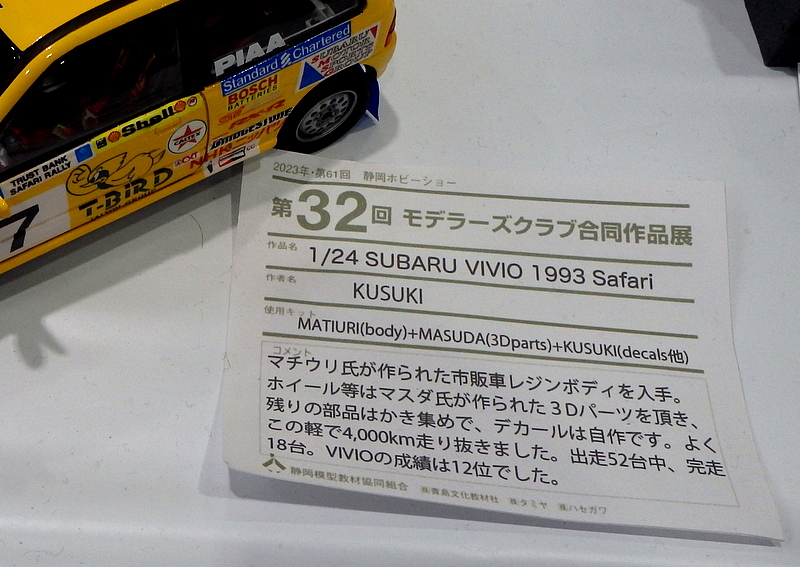 PIAA
Standard Chartered
SUBARU
MOTOR
SPORTS
BOSCH
BATTERIES
Shell
BRIDGESTONE
TRUST BANK
SAFARI RALLY
T-BIRD
7
2023年・第61回 静岡ホビーショー
第32回 モデラーズクラブ合同作品展
作品名 1/24 SUBARU VIVIO 1993 Safari
作者名 KUSUKI
使用キット MATIURI(body)+MASUDA(3Dparts)+KUSUKI(decals他)
コメント
マチウリ氏が作られた市販車レジンボディを入手。
ホイール等はマスダ氏が作られた３Dパーツを頂き、
残りの部品はかき集めで、デカールは自作です。よく
この軽で4,000km走り抜きました。出走52台中、完走
18台。VIVIOの成績は12位でした。
静岡模型教材協同組合 ㈱青島文化教材社 ㈱タミヤ ㈱ハセガワ